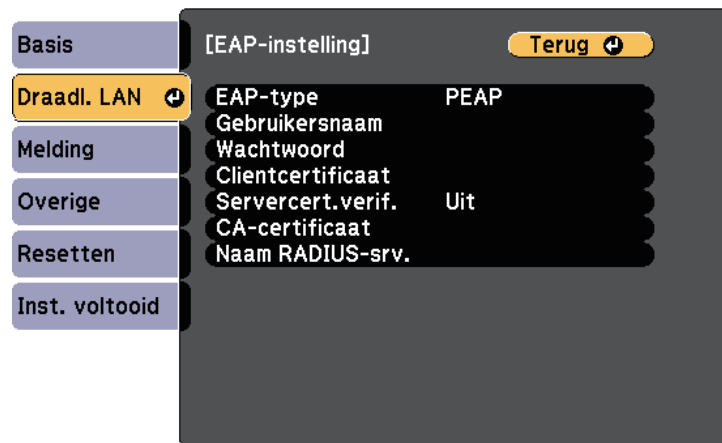 Basis
Draadl. LAN
Melding
Overige
Resetten
Inst. voltooid
[EAP-instelling]
Terug
EAP-type PEAP
Gebruikersnaam
Wachtwoord
Clientcertificaat
Servercert.verif. Uit
CA-certificaat
Naam RADIUS-srv.